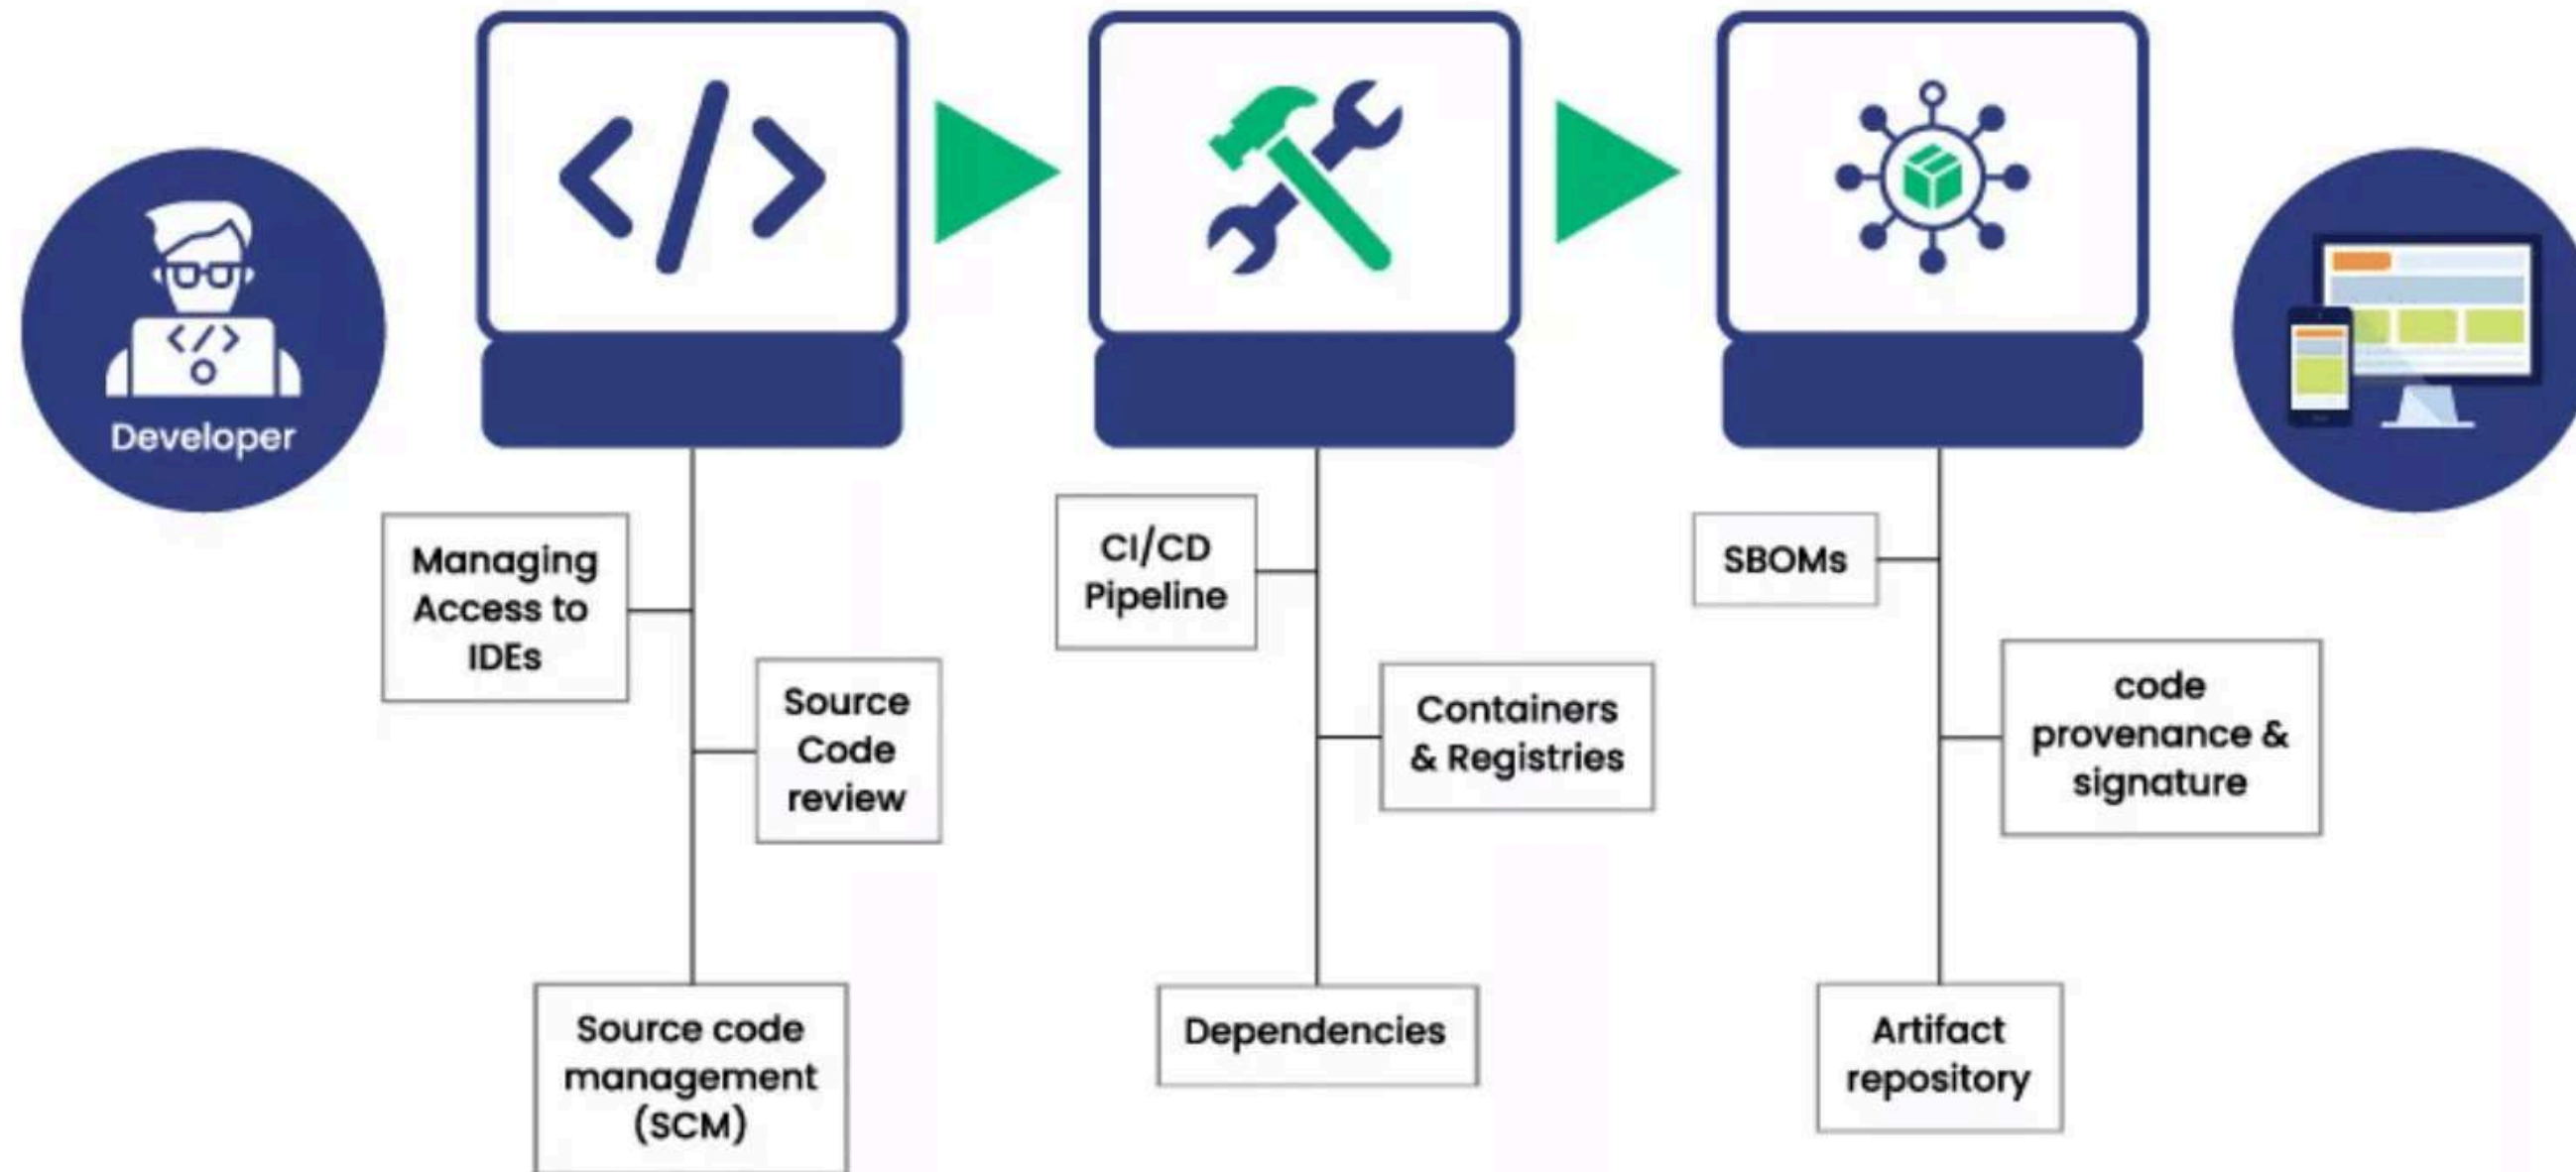 Developer
Managing
Access to
IDEs
Source
Code
review
Source code
management
(SCM)
CI/CD
Pipeline
Containers
& Registries
Dependencies
SBOMs
code
provenance &
signature
Artifact
repository